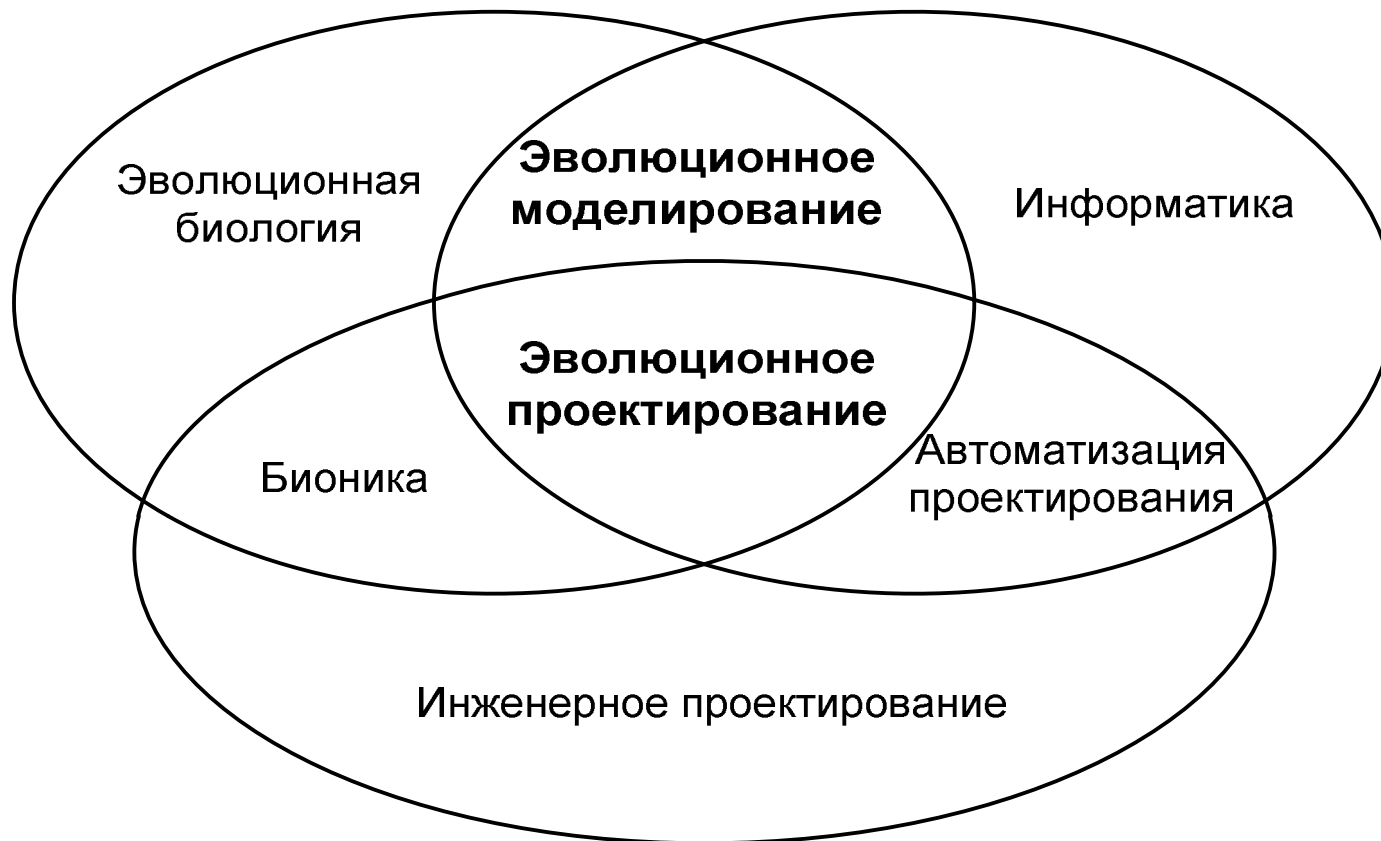 Эволюционная
биология
Эволюционное
моделирование
Информатика
Эволюционное
проектирование
Бионика
Автоматизация
проектирования
Инженерное проектирование